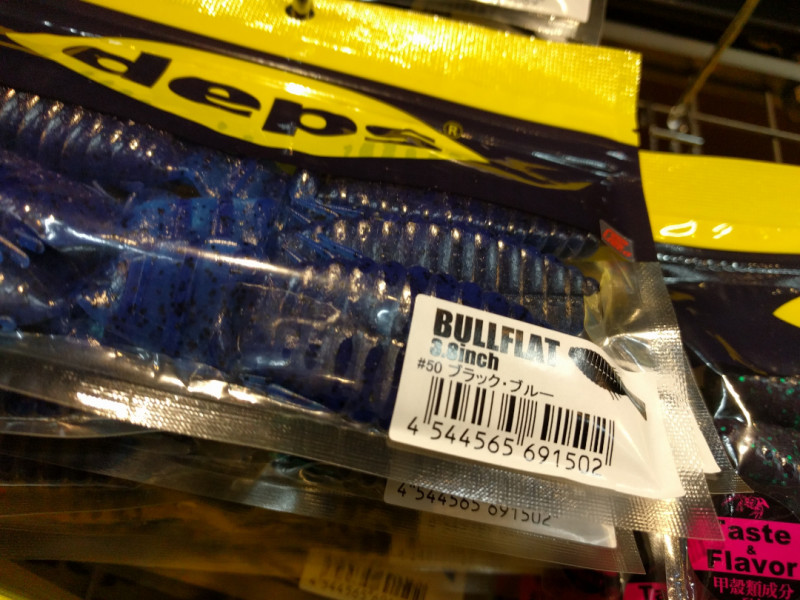 deps®
BULLFLAT
3.8inch
#50 ブラック・ブルー
4 544565 691502
4 544565 691502
Taste
&
Flavor
甲殻類成分